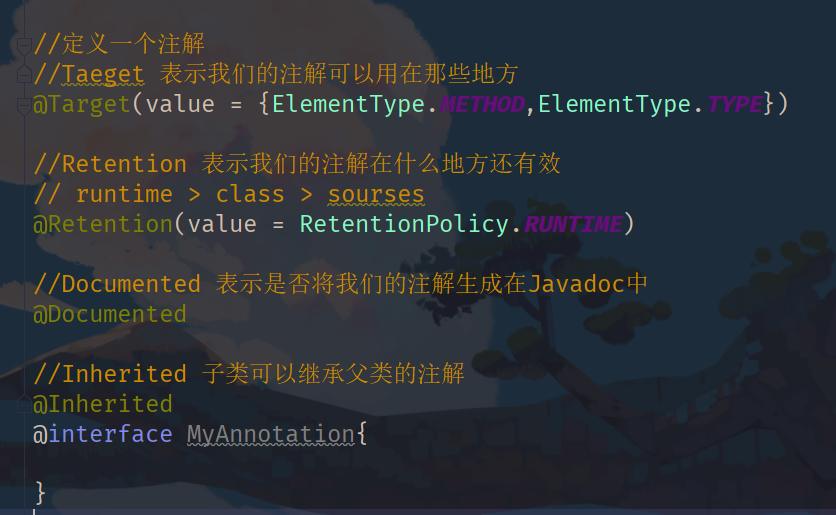 //定义一个注解
//Taeget 表示我们的注解可以用在那些地方
@Target(value = {ElementType.METHOD,ElementType.TYPE})
//Retention 表示我们的注解在什么地方还有效
// runtime > class > sourses
@Retention(value = RetentionPolicy.RUNTIME)
//Documented 表示是否将我们的注解生成在Javadoc中
@Documented
//Inherited 子类可以继承父类的注解
@Inherited
@interface MyAnnotation{
}